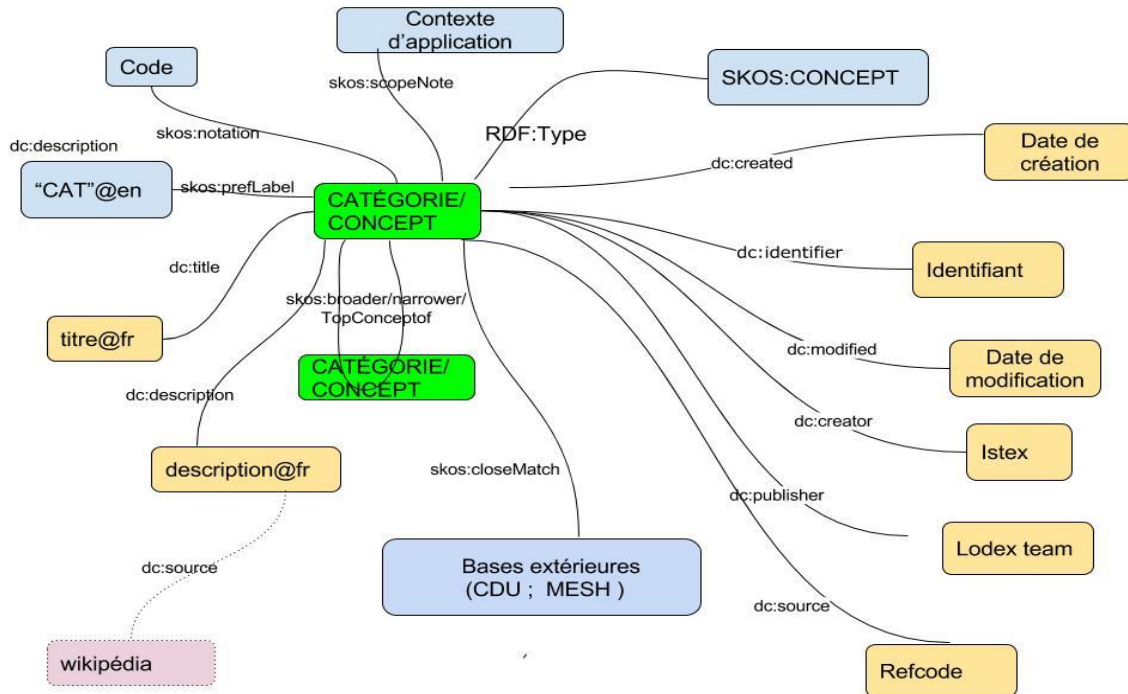 Contexte
d'application
Code
skos:scopeNote
SKOS:CONCEPT
skos:notation
RDF:Type
dc:description
Date de
création
dc:created
“CAT”@en
skos:prefLabel
CATÉGORIE/
CONCEPT
dc:identifier
Identifiant
dc:title
skos:broader/narrower/
TopConceptof
titre@fr
dc:modified
Date de
modification
CATÉGORIE/
CONCEPT
dc:description
dc:creator
Istex
description@fr
skos:closeMatch
dc:publisher
Lodex team
Bases extérieures
(CDU ; MESH )
dc:source
dc:source
wikipédia
Refcode